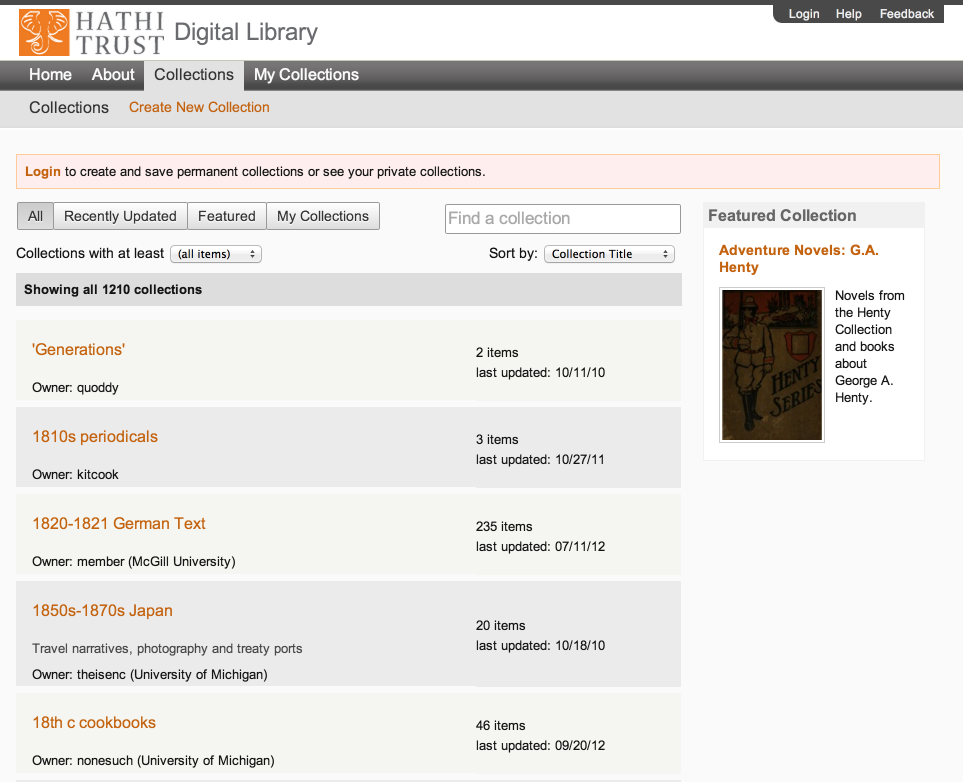 HATHI
TRUST
Digital Library
Login Help Feedback
Home About Collections My Collections
Collections Create New Collection
Login to create and save permanent collections or see your private collections.
All Recently Updated Featured My Collections
Find a collection
Collections with at least (all items)
Sort by: Collection Title
Showing all 1210 collections
'Generations'
Owner: quoddy
2 items
last updated: 10/11/10
1810s periodicals
Owner: kitcook
3 items
last updated: 10/27/11
1820-1821 German Text
Owner: member (McGill University)
235 items
last updated: 07/11/12
1850s-1870s Japan
Travel narratives, photography and treaty ports
Owner: theisenc (University of Michigan)
20 items
last updated: 10/18/10
18th c cookbooks
Owner: nonesuch (University of Michigan)
46 items
last updated: 09/20/12
Featured Collection
Adventure Novels: G.A.
Henty
HENTY
SERIES
Novels from
the Henty
Collection
and books
about
George A.
Henty.